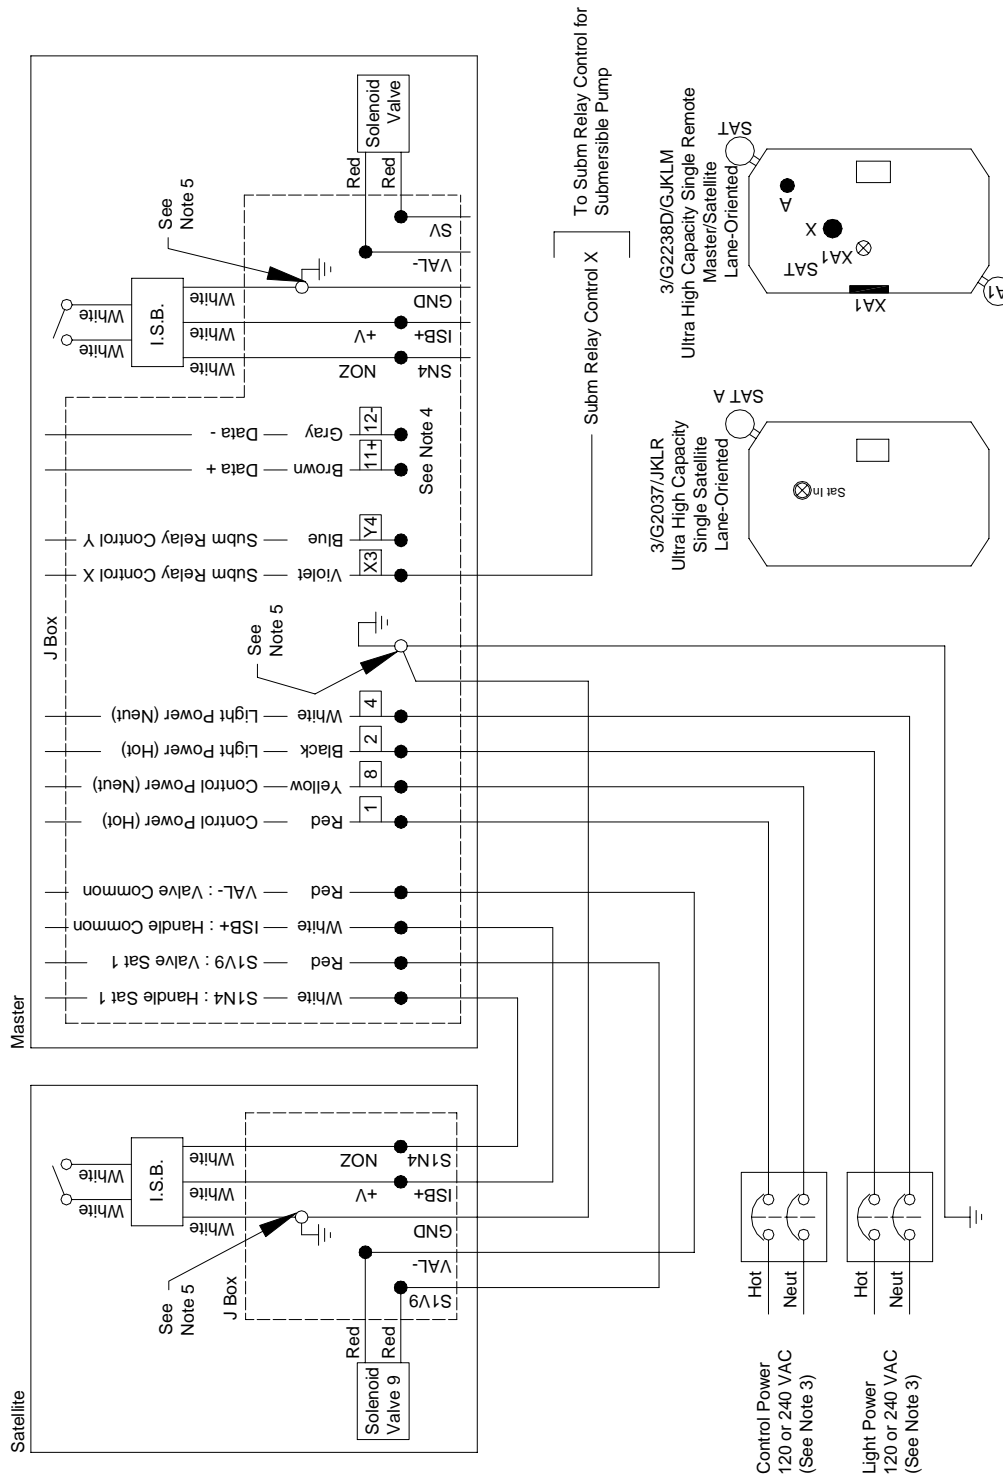 Satellite
I.S.B.
White
White
White
White
White
NOZ
+V
S1N4
ISB+
GND
VAL-
S1V9
See
Note 5
J Box
Red
Red
Solenoid
Valve 9
Master
J Box
S1N4 : Handle Sat 1
White
S1V9 : Valve Sat 1
Red
ISB+ : Handle Common
White
VAL- : Valve Common
Red
Control Power (Hot)
Red
1
Control Power (Neut)
Yellow
8
Light Power (Hot)
Black
2
Light Power (Neut)
White
4
See
Note 5
Subm Relay Control X
Violet
X3
Subm Relay Control Y
Blue
Y4
Data +
Brown
11+
Data -
Gray
12-
See Note 4
I.S.B.
White
White
White
White
White
NOZ
+V
SN4
ISB+
GND
VAL-
SV
See
Note 5
Red
Red
Solenoid
Valve
Subm Relay Control X
To Subm Relay Control for
Submersible Pump
Control Power
120 or 240 VAC
(See Note 3)
Hot
Neut
Light Power
120 or 240 VAC
(See Note 3)
Hot
Neut
3/G2037/JKLR
Ultra High Capacity
Single Satellite
Lane-Oriented
SAT A
Sat In
3/G2238D/GJKLM
Ultra High Capacity Single Remote
Master/Satellite
Lane-Oriented
SAT
A
X
XA1
SAT
XA1
A1